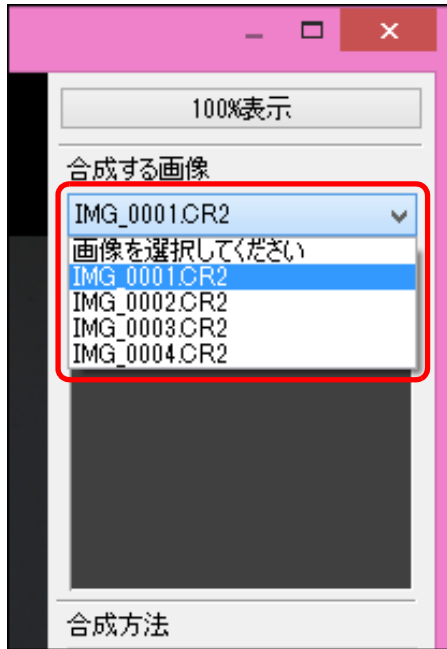 100%表示
合成する画像
IMG_0001.CR2
画像を選択してください
IMG_0001.CR2
IMG_0002.CR2
IMG_0003.CR2
IMG_0004.CR2
合成方法